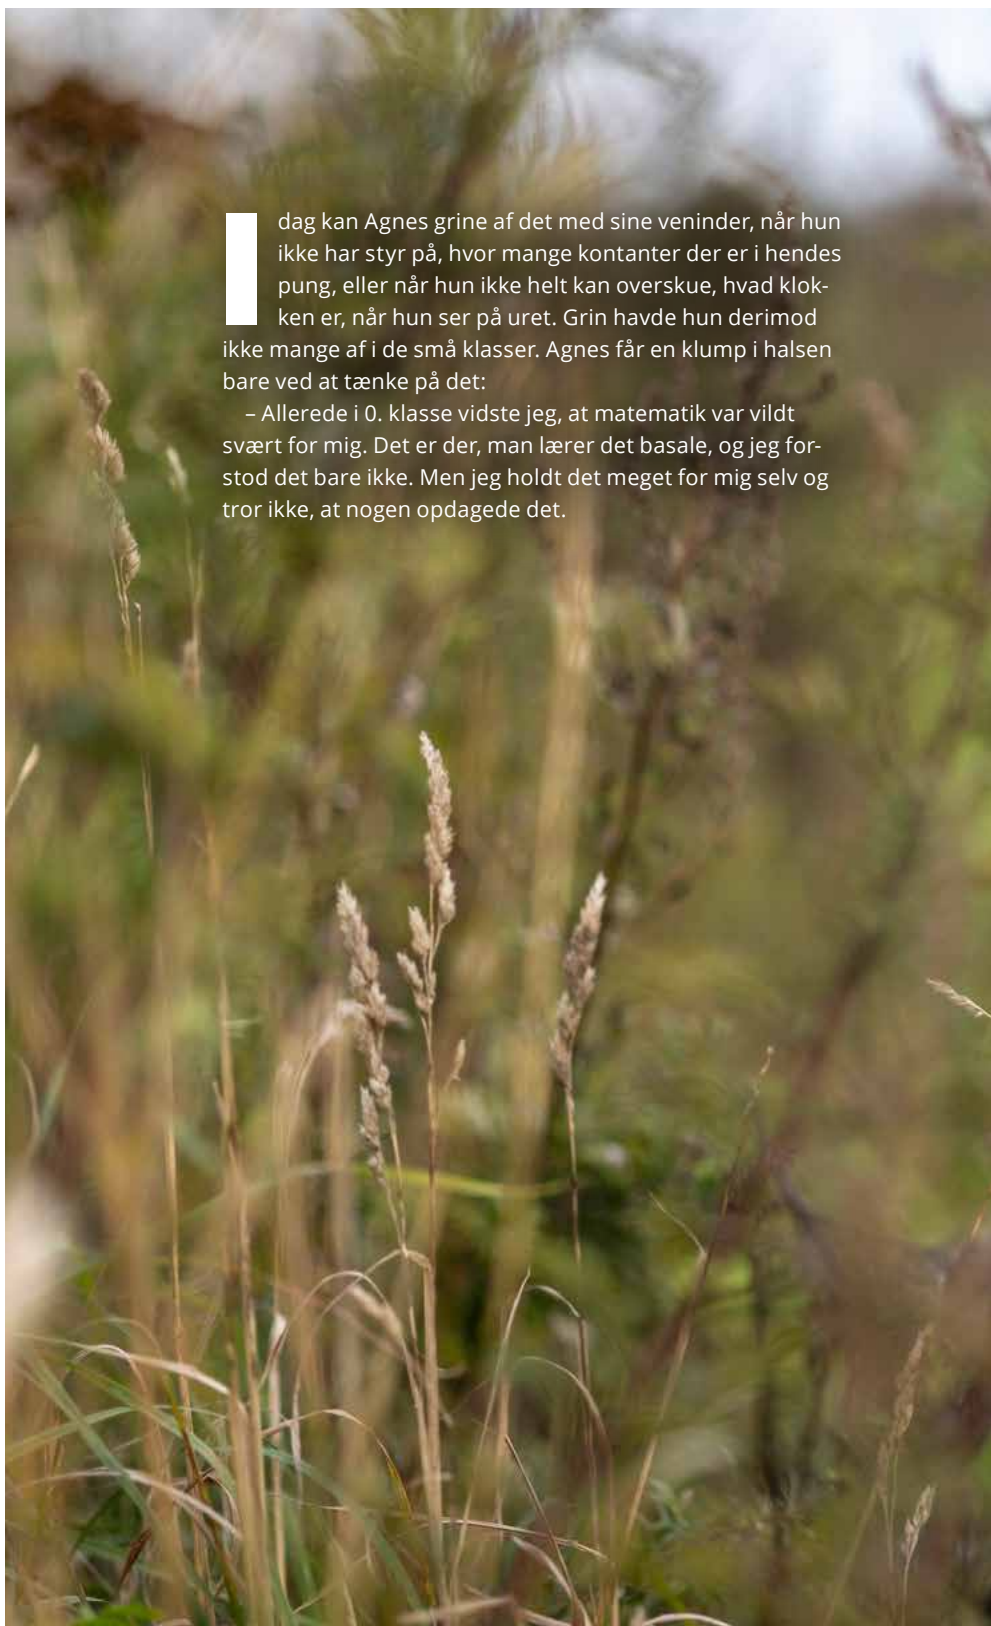 I dag kan Agnes grine af det med sine veninder, når hun
ikke har styr på, hvor mange kontanter der er i hendes
pung, eller når hun ikke helt kan overskue, hvad klok-
ken er, når hun ser på uret. Grin havde hun derimod
ikke mange af i de små klasser. Agnes får en klump i halsen
bare ved at tænke på det:
– Allerede i 0. klasse vidste jeg, at matematik var vildt
svært for mig. Det er der, man lærer det basale, og jeg for-
stod det bare ikke. Men jeg holdt det meget for mig selv og
tror ikke, at nogen opdagede det.